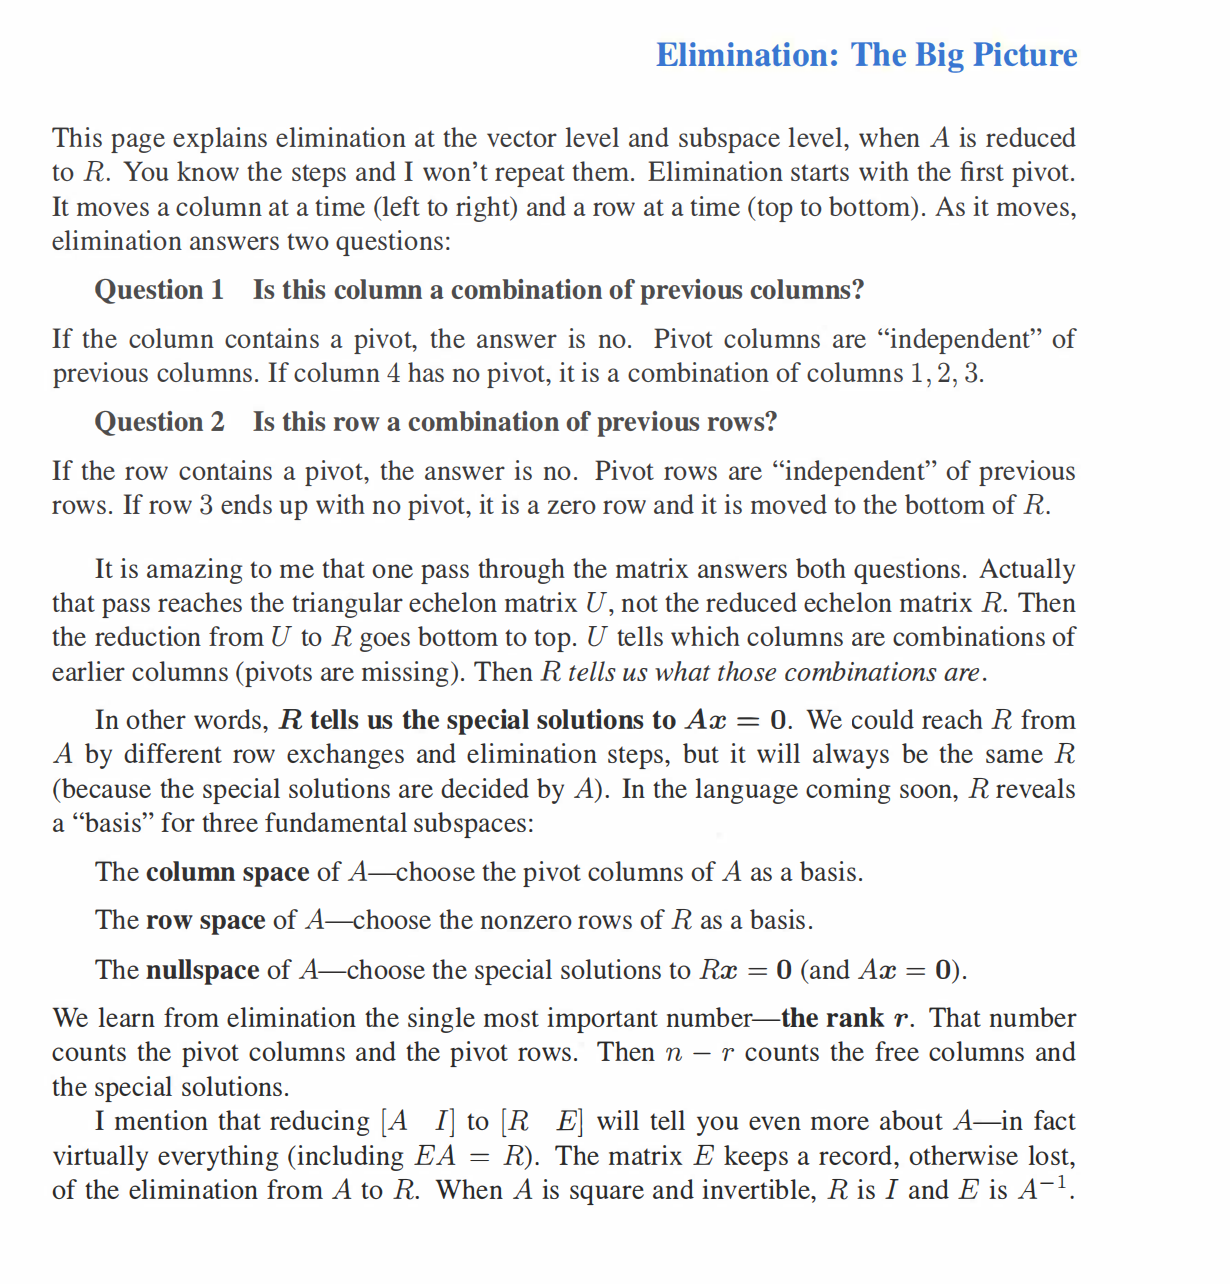 Elimination: The Big Picture
This page explains elimination at the vector level and subspace level, when A is reduced
to R. You know the steps and I won’t repeat them. Elimination starts with the first pivot.
It moves a column at a time (left to right) and a row at a time (top to bottom). As it moves,
elimination answers two questions:
Question 1 Is this column a combination of previous columns?
If the column contains a pivot, the answer is no. Pivot columns are “independent” of
previous columns. If column 4 has no pivot, it is a combination of columns 1, 2, 3.
Question 2 Is this row a combination of previous rows?
If the row contains a pivot, the answer is no. Pivot rows are “independent” of previous
rows. If row 3 ends up with no pivot, it is a zero row and it is moved to the bottom of R.
It is amazing to me that one pass through the matrix answers both questions. Actually
that pass reaches the triangular echelon matrix U, not the reduced echelon matrix R. Then
the reduction from U to R goes bottom to top. U tells which columns are combinations of
earlier columns (pivots are missing). Then R tells us what those combinations are.
In other words, R tells us the special solutions to Ax = 0. We could reach R from
A by different row exchanges and elimination steps, but it will always be the same R
(because the special solutions are decided by A). In the language coming soon, R reveals
a “basis” for three fundamental subspaces:
The column space of A—choose the pivot columns of A as a basis.
The row space of A—choose the nonzero rows of R as a basis.
The nullspace of A—choose the special solutions to Rx = 0 (and Ax = 0).
We learn from elimination the single most important number—the rank r. That number
counts the pivot columns and the pivot rows. Then n − r counts the free columns and
the special solutions.
I mention that reducing [A I] to [R E] will tell you even more about A—in fact
virtually everything (including EA = R). The matrix E keeps a record, otherwise lost,
of the elimination from A to R. When A is square and invertible, R is I and E is A⁻¹.